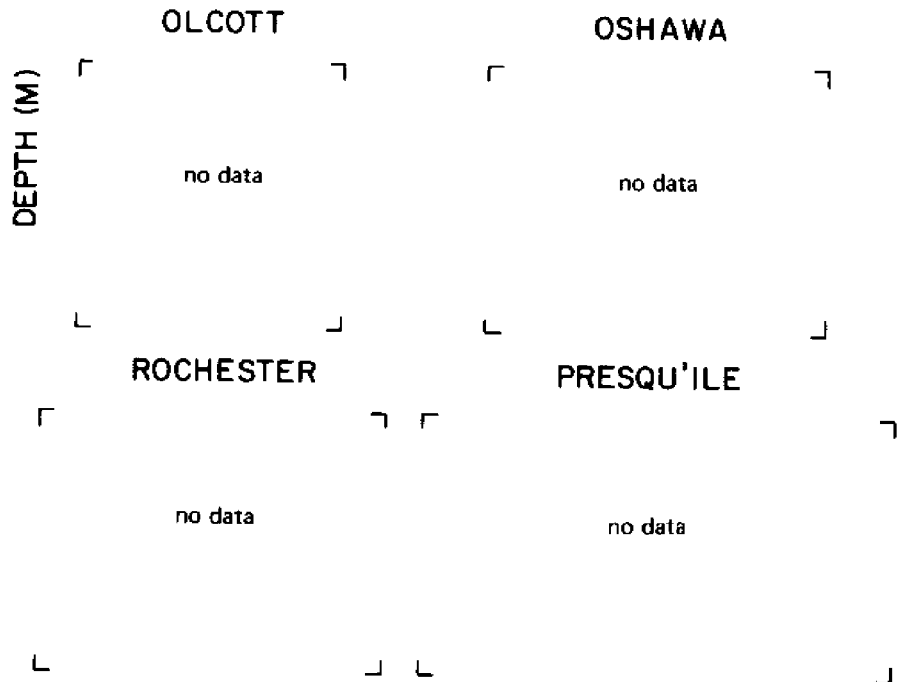 OLCOTT
OSHAWA
DEPTH (M)
no data
no data
ROCHESTER
PRESQU'ILE
no data
no data